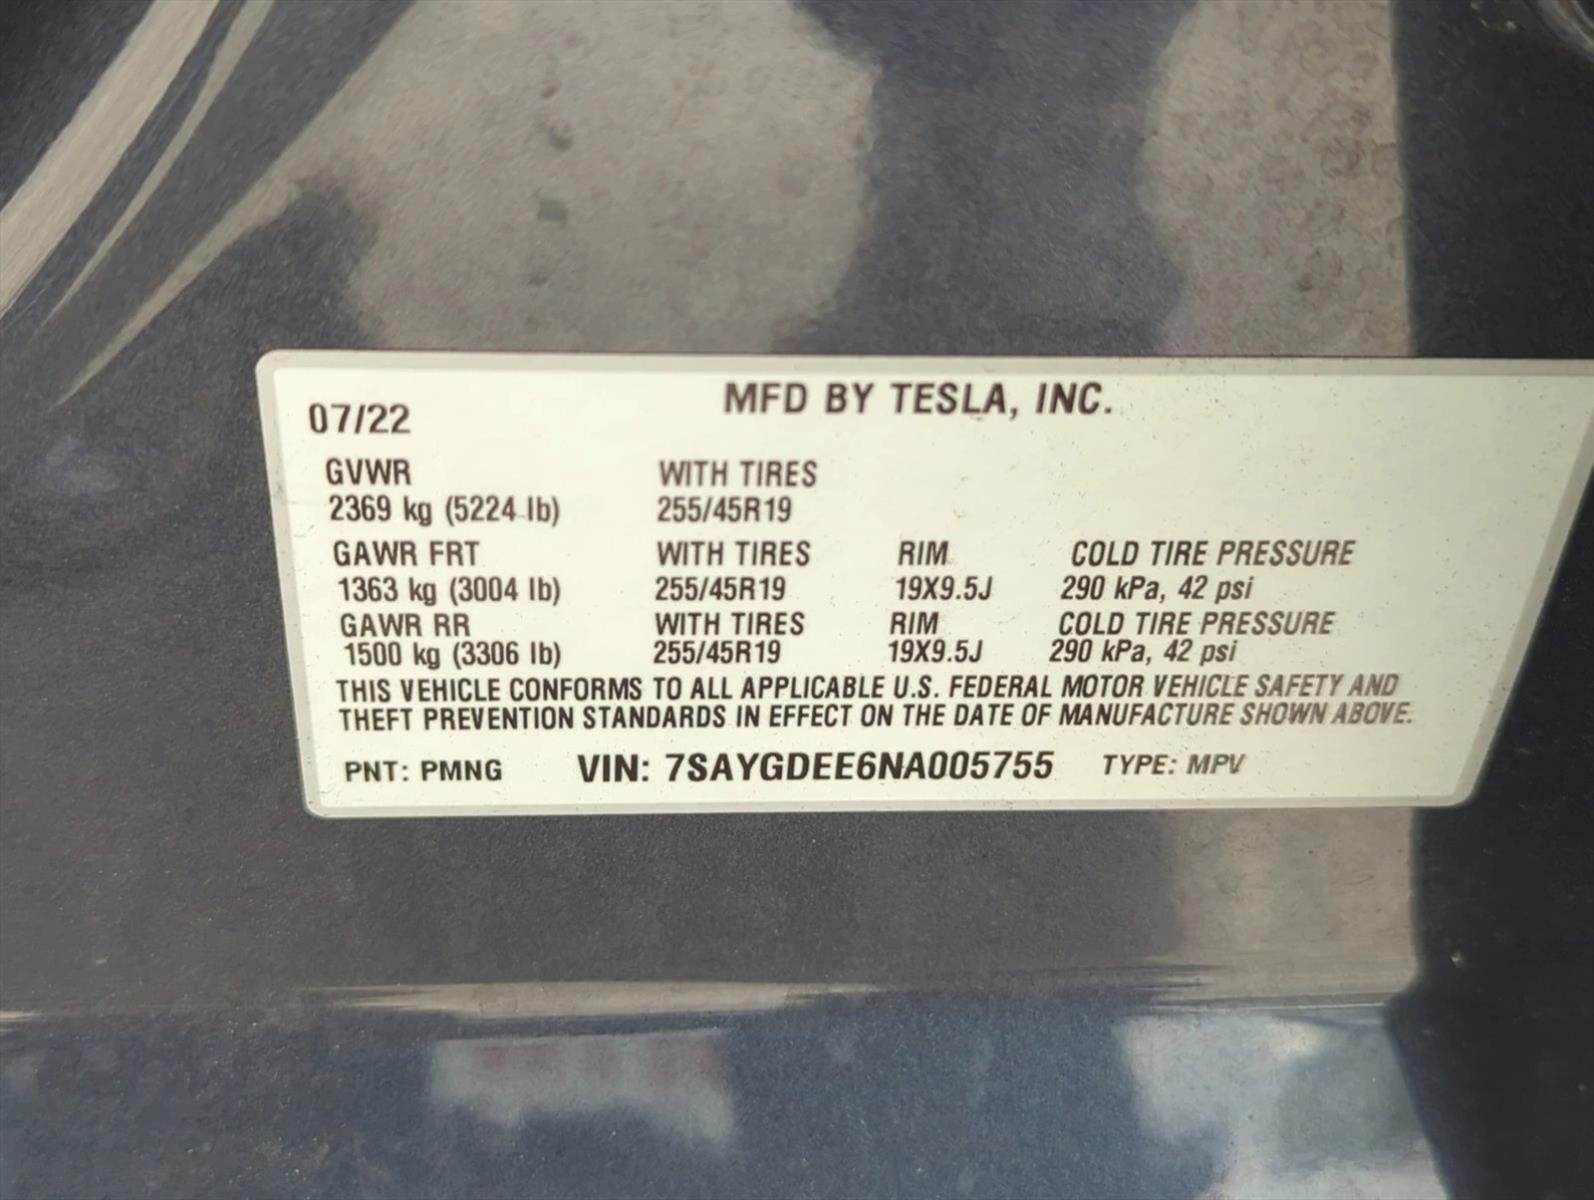 MFD BY TESLA, INC.
07/22
GVWR WITH TIRES
2369 kg (5224 lb) 255/45R19
GAWR FRT WITH TIRES RIM COLD TIRE PRESSURE
1363 kg (3004 lb) 255/45R19 19X9.5J 290 kPa, 42 psi
GAWR RR WITH TIRES RIM COLD TIRE PRESSURE
1500 kg (3306 lb) 255/45R19 19X9.5J 290 kPa, 42 psi
THIS VEHICLE CONFORMS TO ALL APPLICABLE U.S. FEDERAL MOTOR VEHICLE SAFETY AND
THEFT PREVENTION STANDARDS IN EFFECT ON THE DATE OF MANUFACTURE SHOWN ABOVE.
PNT: PMNG VIN: 7SAYGDEE6NA005755 TYPE: MPV